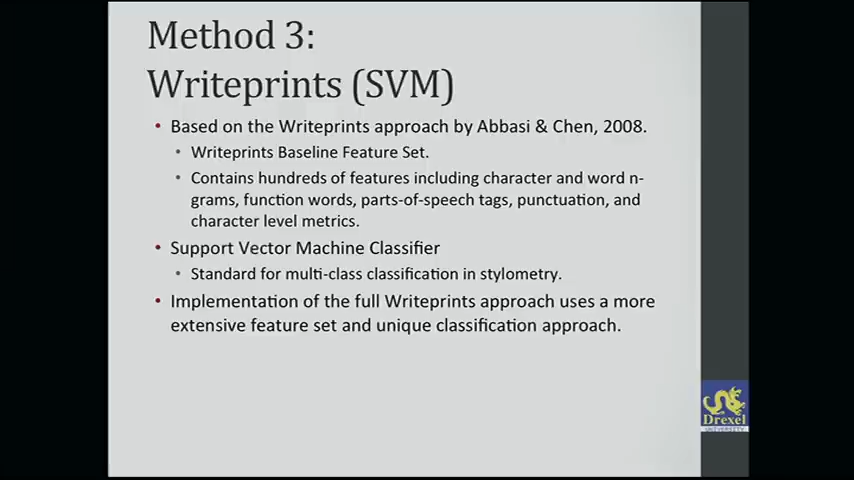 Method 3:
Writeprints (SVM)
• Based on the Writeprints approach by Abbasi & Chen, 2008.
• Writeprints Baseline Feature Set.
• Contains hundreds of features including character and word n-
grams, function words, parts-of-speech tags, punctuation, and
character level metrics.
• Support Vector Machine Classifier
• Standard for multi-class classification in stylometry.
• Implementation of the full Writeprints approach uses a more
extensive feature set and unique classification approach.
Drexel
UNIVERSITY